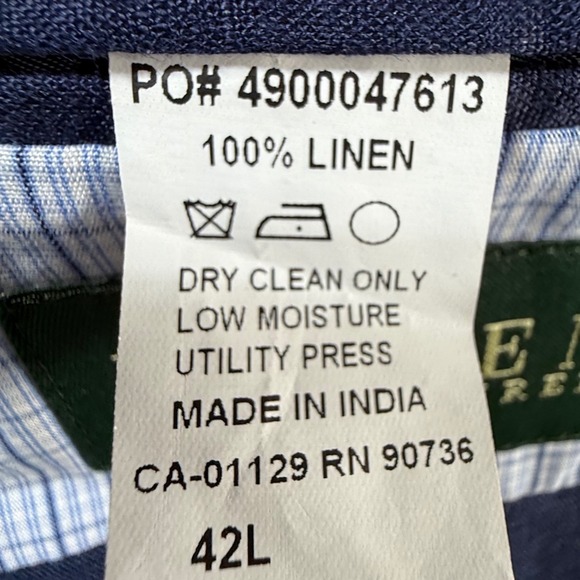 PO# 4900047613
100% LINEN
DRY CLEAN ONLY
LOW MOISTURE
UTILITY PRESS
MADE IN INDIA
CA-01129 RN 90736
42L